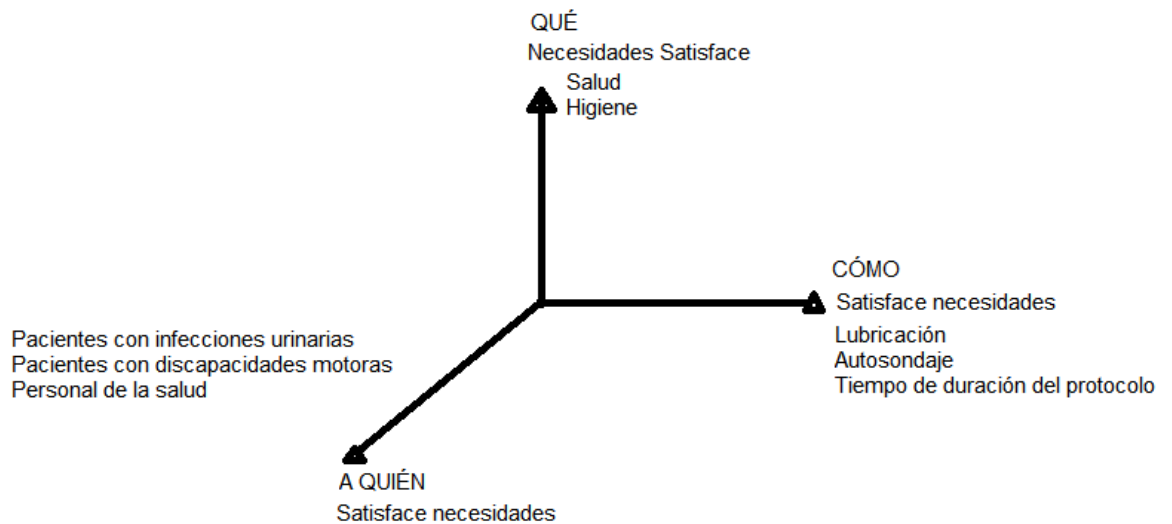 QUÉ
Necesidades Satisface
Salud
Higiene
CÓMO
Satisface necesidades
Lubricación
Autosondaje
Tiempo de duración del protocolo
Pacientes con infecciones urinarias
Pacientes con discapacidades motoras
Personal de la salud
A QUIÉN
Satisface necesidades